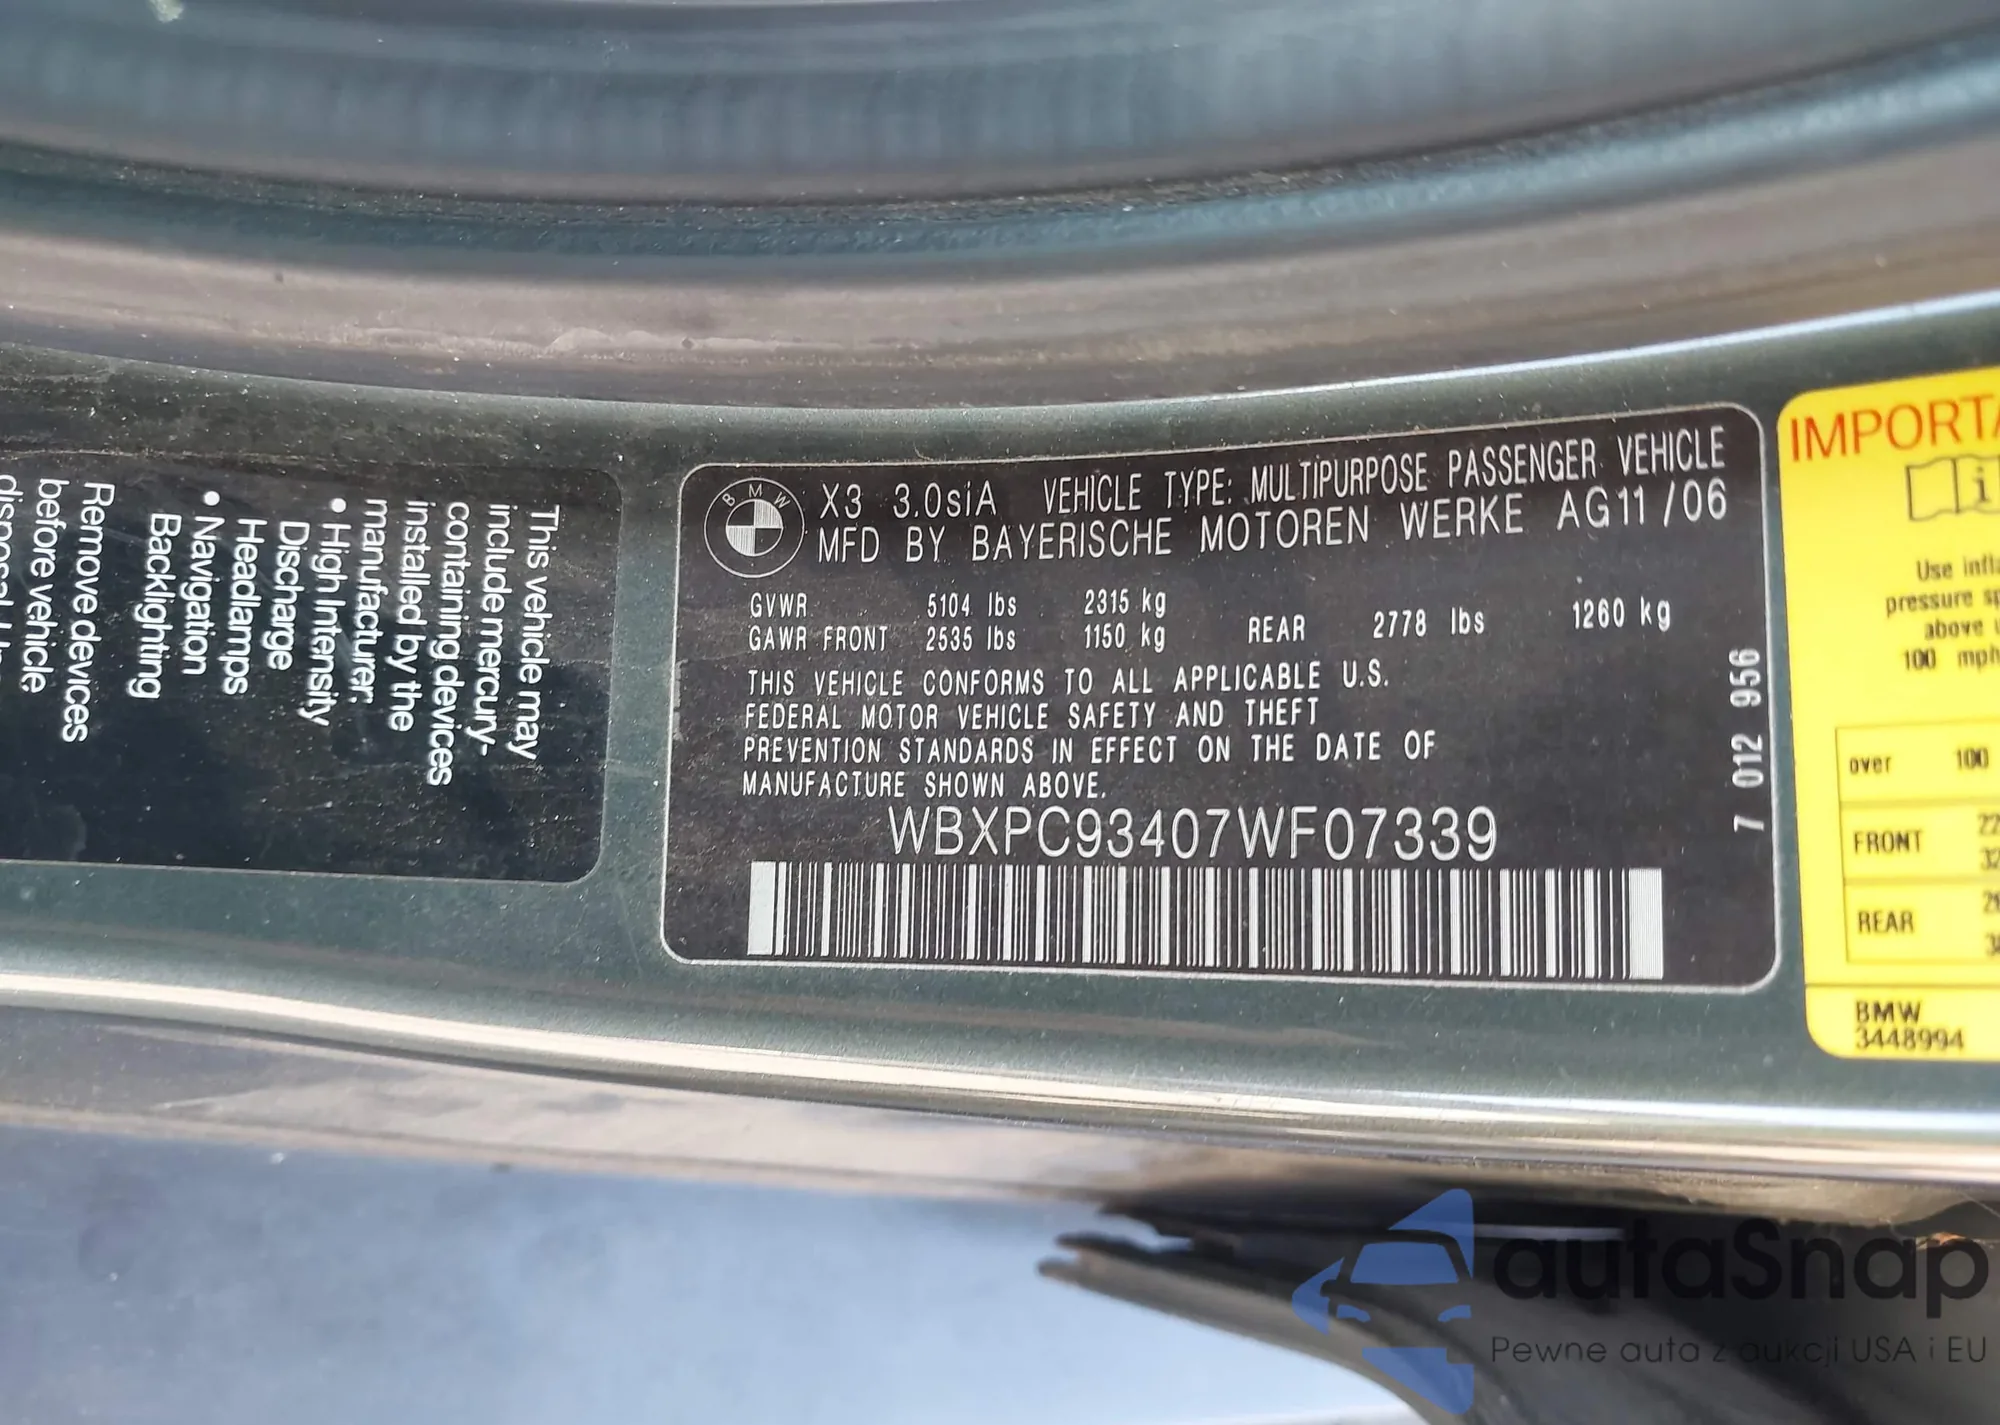 This vehicle may
include mercury-
containing devices
installed by the
manufacturer:
• High Intensity
Discharge
Headlamps
• Navigation
Backlighting
Remove devices
before vehicle
B M W
X3 3.0siA VEHICLE TYPE: MULTIPURPOSE PASSENGER VEHICLE
MFD BY BAYERISCHE MOTOREN WERKE AG11/06
GVWR 5104 lbs 2315 kg
GAWR FRONT 2535 lbs 1150 kg REAR 2778 lbs 1260 kg
THIS VEHICLE CONFORMS TO ALL APPLICABLE U.S.
FEDERAL MOTOR VEHICLE SAFETY AND THEFT
PREVENTION STANDARDS IN EFFECT ON THE DATE OF
MANUFACTURE SHOWN ABOVE.
WBXPC93407WF07339
7 012 956
Use
pressure
above
100 mph
over 100
FRONT
REAR
BMW
3448994
autaSnap
Pewne auta z aukcji USA i EU